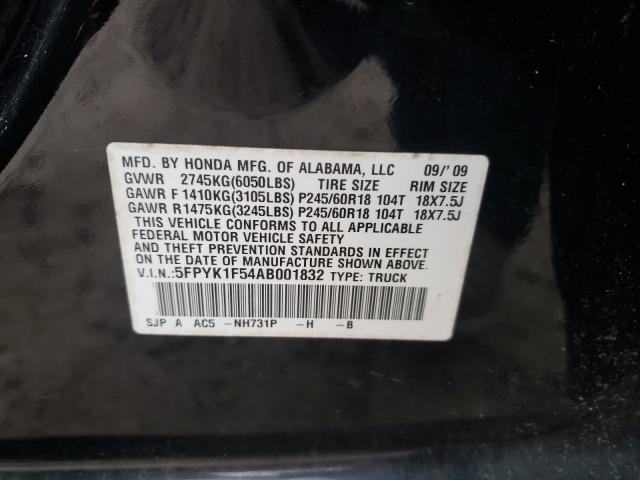 MFD. BY HONDA MFG. OF ALABAMA, LLC 09/'09
GVWR 2745KG(6050LBS) TIRE SIZE RIM SIZE
GAWR F 1410KG(3105LBS) P245/60R18 104T 18X7.5J
GAWR R1475KG(3245LBS) P245/60R18 104T 18X7.5J
THIS VEHICLE CONFORMS TO ALL APPLICABLE
FEDERAL MOTOR VEHICLE SAFETY
AND THEFT PREVENTION STANDARDS IN EFFECT
ON THE DATE OF MANUFACTURE SHOWN ABOVE.
V.I.N.:5FPYK1F54AB001832 TYPE: TRUCK
SJP A AC5 -NH731P -H -B